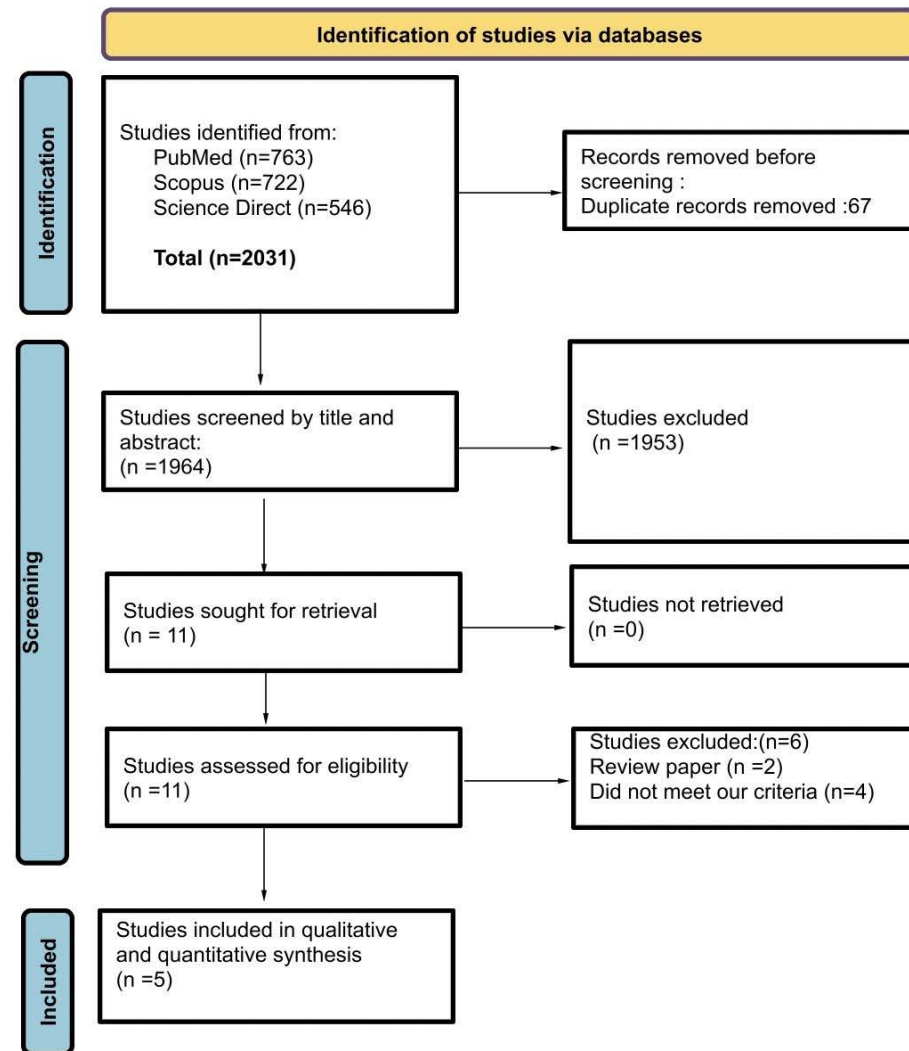 Identification of studies via databases
Identification
Studies identified from:
PubMed (n=763)
Scopus (n=722)
Science Direct (n=546)
Total (n=2031)
Records removed before
screening :
Duplicate records removed :67
Screening
Studies screened by title and
abstract:
(n =1964)
Studies excluded
(n =1953)
Studies sought for retrieval
(n = 11)
Studies not retrieved
(n =0)
Studies assessed for eligibility
(n =11)
Studies excluded:(n=6)
Review paper (n =2)
Did not meet our criteria (n=4)
Included
Studies included in qualitative
and quantitative synthesis
(n =5)